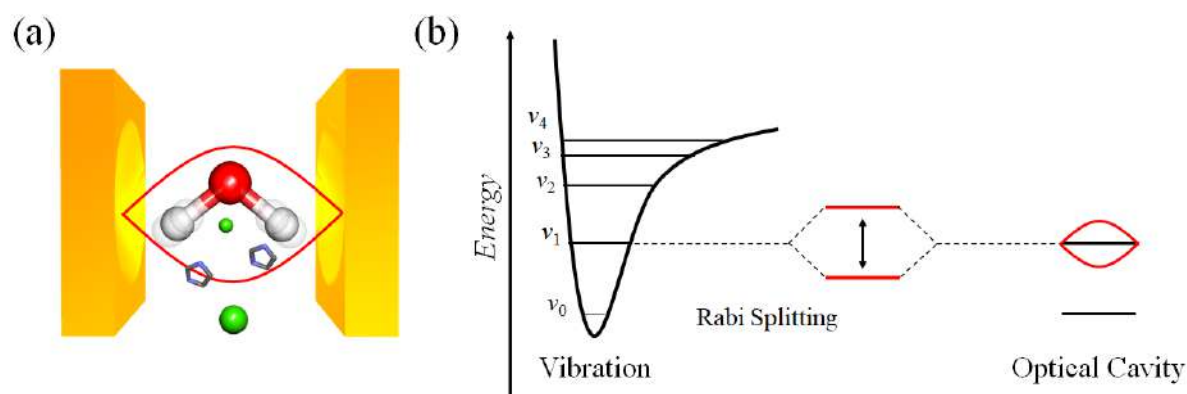 (a)
(b)
Energy
v4
v3
v2
v1
v0
Rabi Splitting
Vibration
Optical Cavity